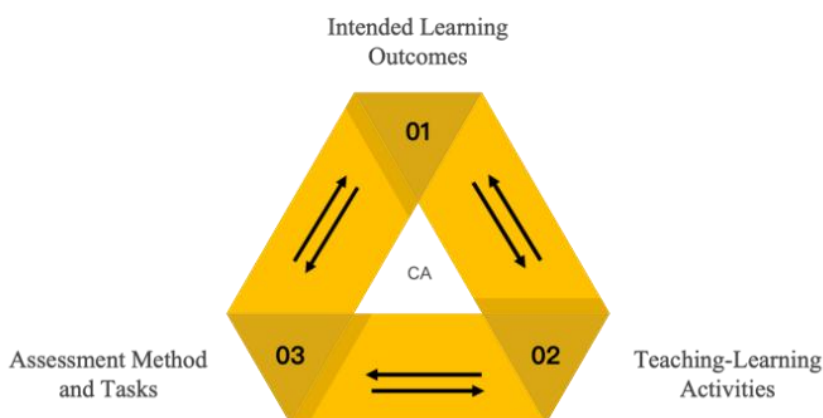 Intended Learning
Outcomes
01
CA
03
02
Assessment Method
and Tasks
Teaching-Learning
Activities